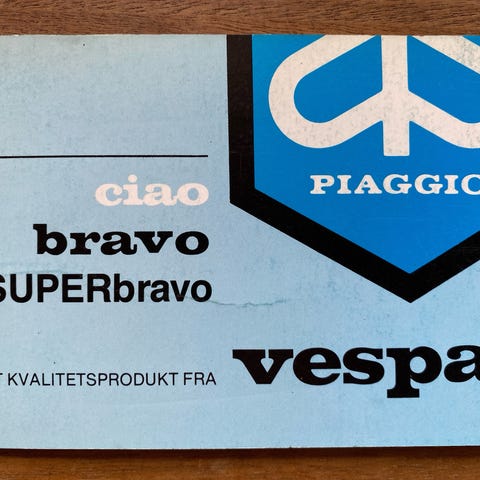 PIAGGIO
ciao
bravo
SUPERbravo
T KVALITETSPRODUKT FRA vespa